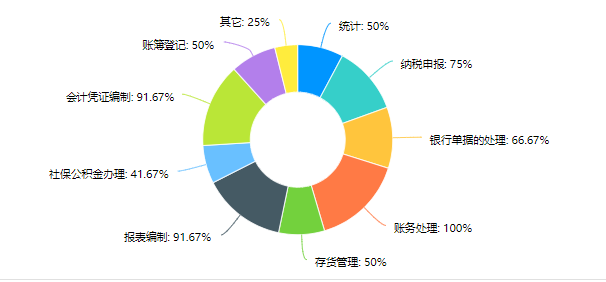 其它: 25%
统计: 50%
账簿登记: 50%
纳税申报: 75%
会计凭证编制: 91.67%
银行单据的处理: 66.67%
社保公积金办理: 41.67%
账务处理: 100%
报表编制: 91.67%
存货管理: 50%